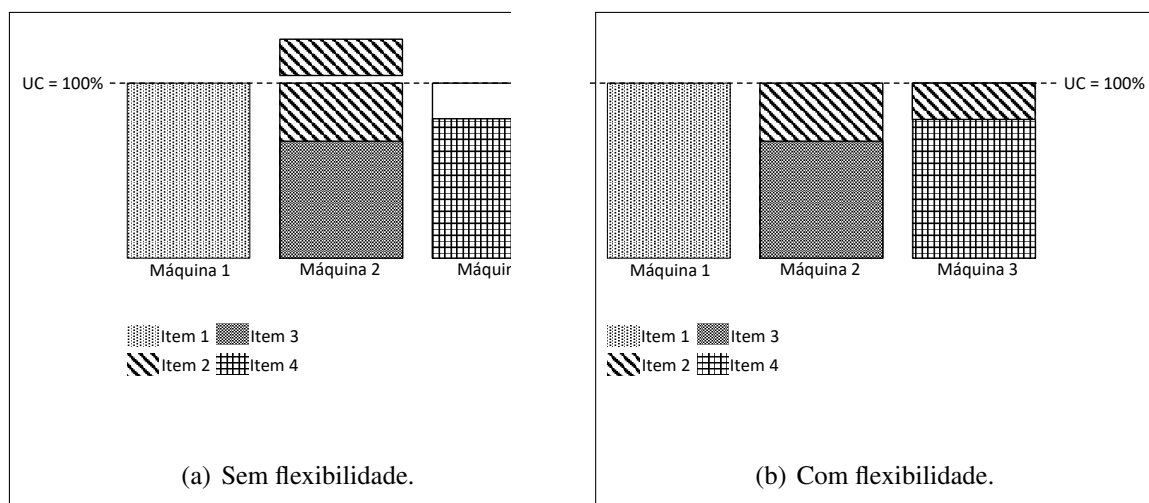 UC = 100%
Máquina 1 Máquina 2 Máquin
Item 1 Item 3
Item 2 Item 4
(a) Sem flexibilidade.
UC = 100%
Máquina 1 Máquina 2 Máquina 3
Item 1 Item 3
Item 2 Item 4
(b) Com flexibilidade.